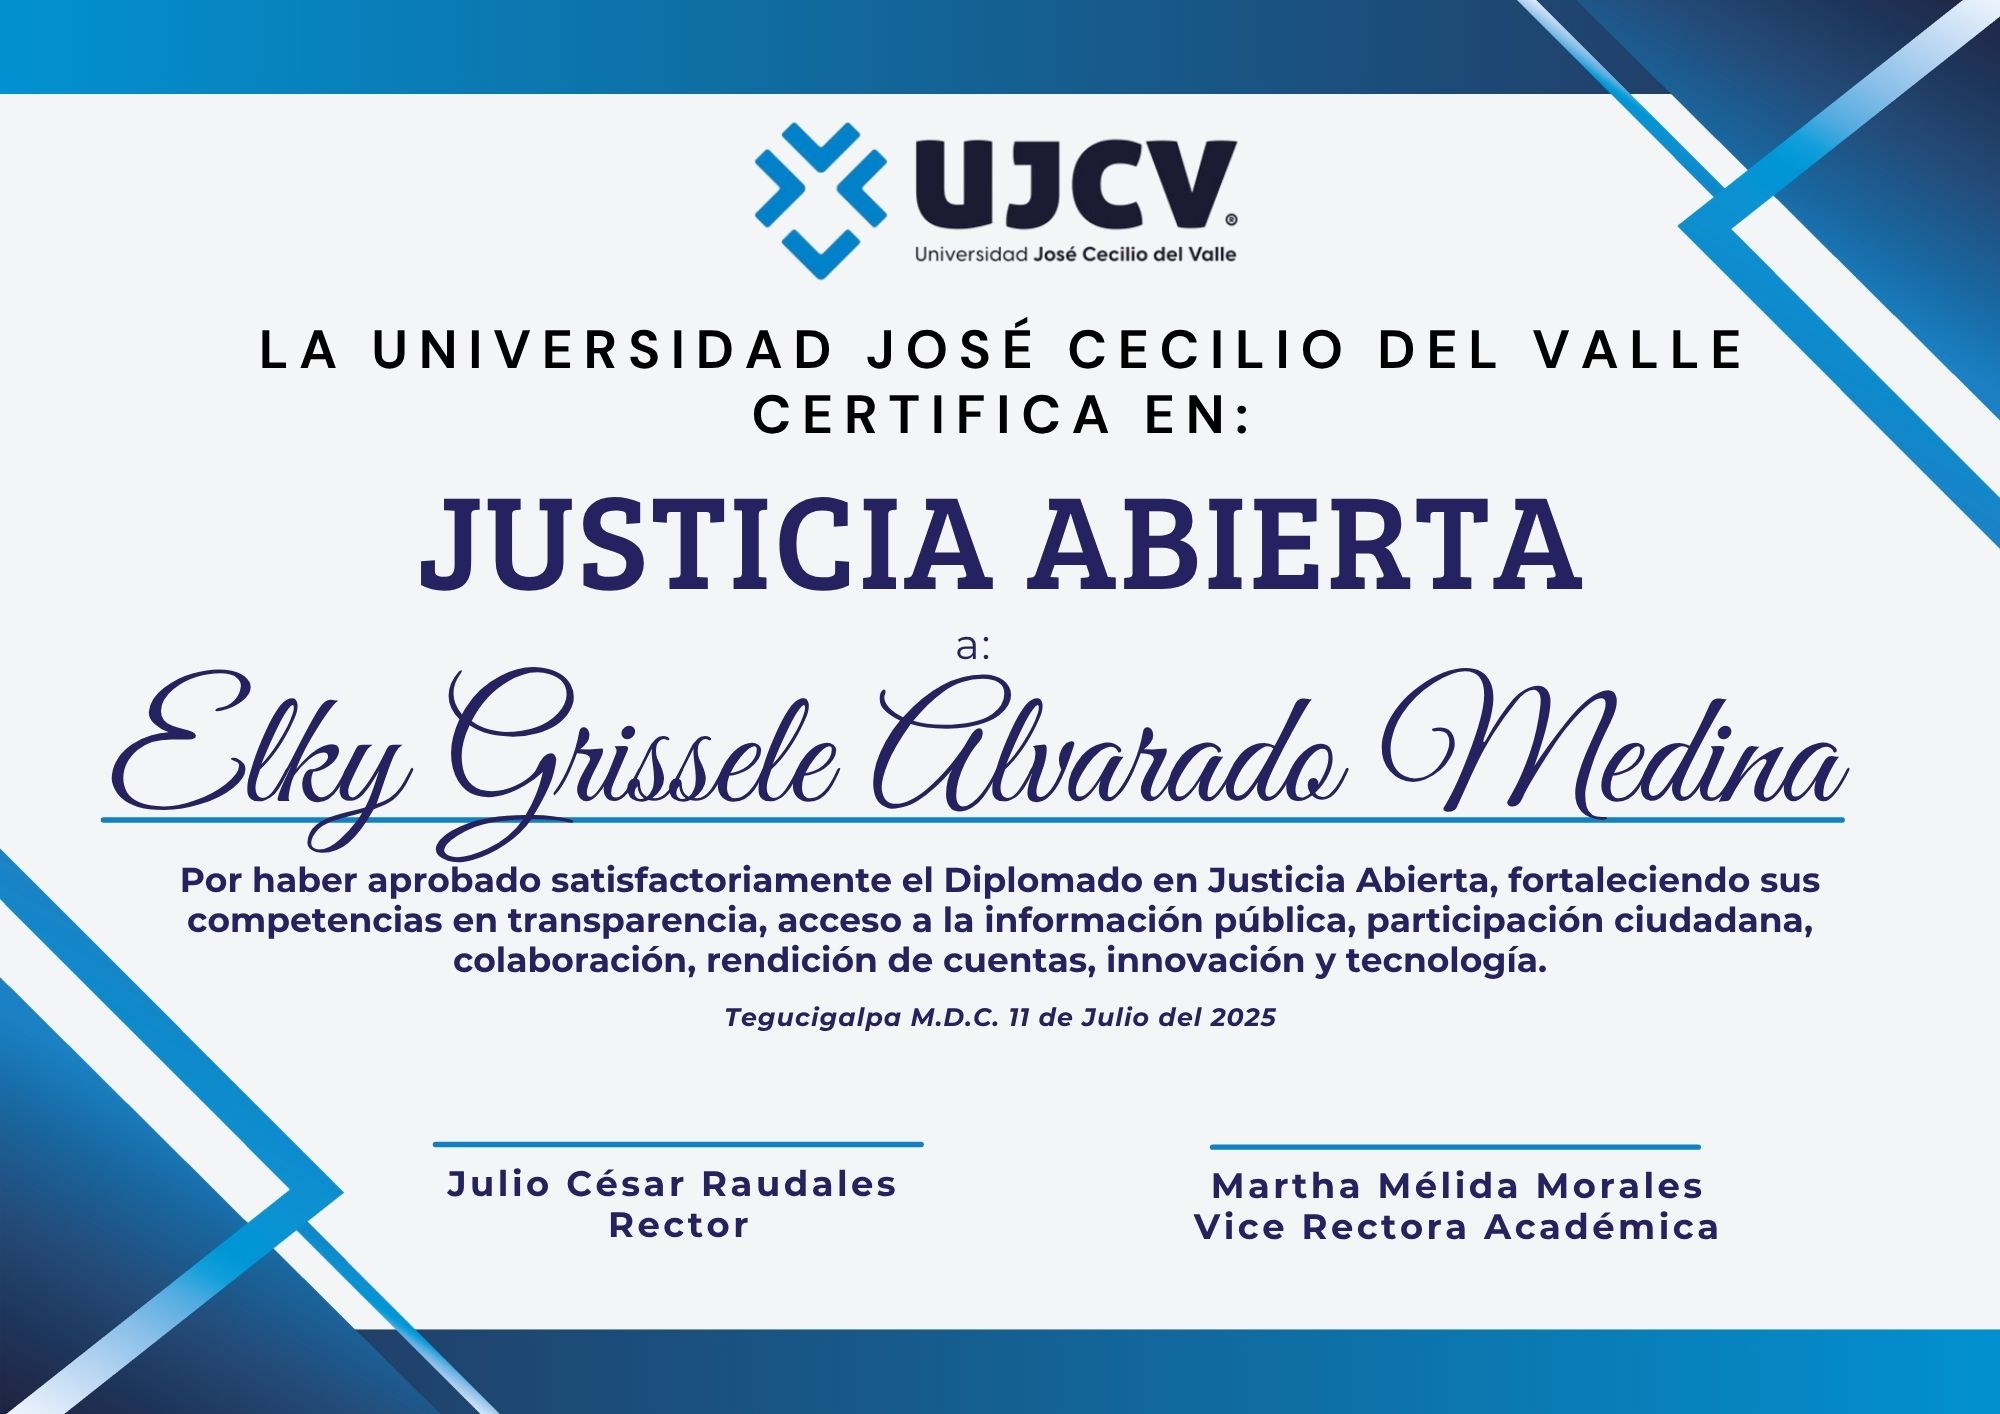 UJCV®
Universidad José Cecilio del Valle
LA UNIVERSIDAD JOSÉ CECILIO DEL VALLE
CERTIFICA EN:
JUSTICIA ABIERTA
a:
Elky Grissele Alvarado Medina
Por haber aprobado satisfactoriamente el Diplomado en Justicia Abierta, fortaleciendo sus
competencias en transparencia, acceso a la información pública, participación ciudadana,
colaboración, rendición de cuentas, innovación y tecnología.
Tegucigalpa M.D.C. 11 de Julio del 2025
Julio César Raudales
Rector
Martha Mélida Morales
Vice Rectora Académica